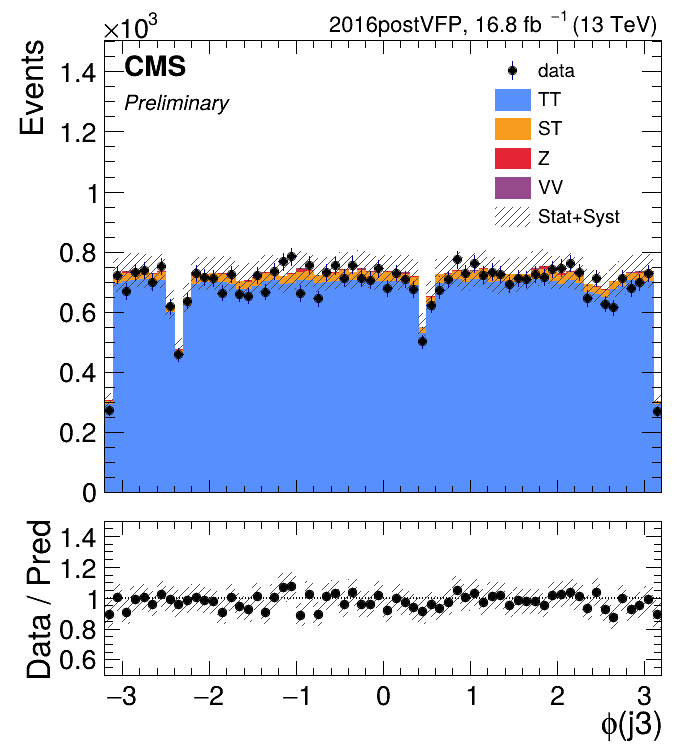 ×10³
2016postVFP, 16.8 fb ⁻¹ (13 TeV)
Events
CMS
Preliminary
data
TT
ST
Z
VV
Stat+Syst
1.4
1.2
1
0.8
0.6
0.4
0.2
0
Data / Pred
1.4
1.2
1
0.8
0.6
−3 −2 −1 0 1 2 3
ϕ(j3)